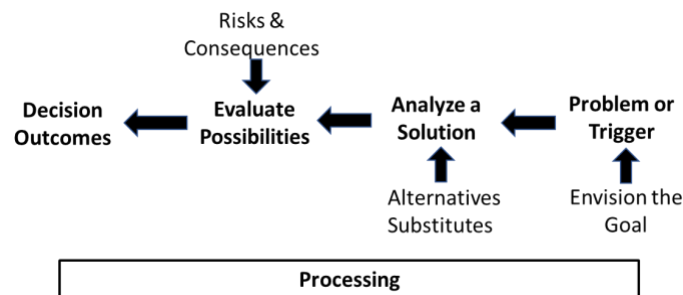 Risks &
Consequences
Decision
Outcomes
Evaluate
Possibilities
Analyze a
Solution
Problem or
Trigger
Alternatives
Substitutes
Envision the
Goal
Processing